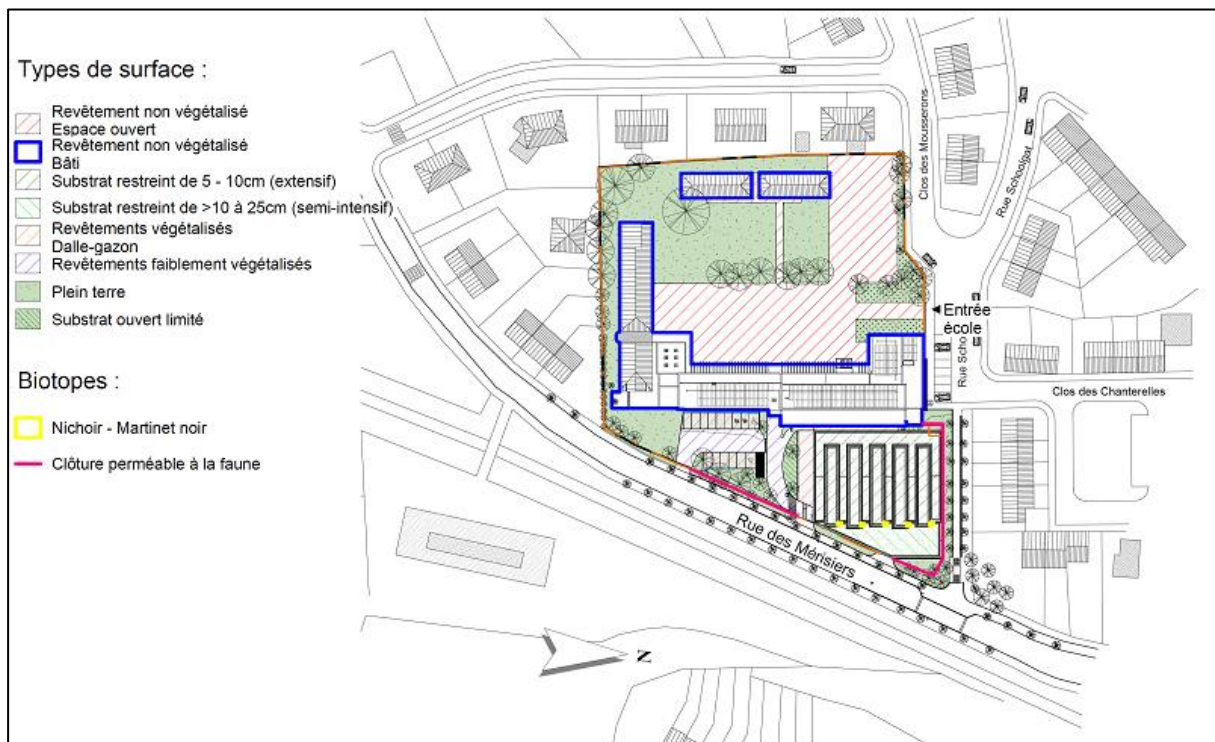 Types de surface :
Revêtement non végétalisé
Espace ouvert
Revêtement non végétalisé
Bâti
Substrat restreint de 5 - 10cm (extensif)
Substrat restreint de >10 à 25cm (semi-intensif)
Revêtements végétalisés
Dalle-gazon
Revêtements faiblement végétalisés
Plein terre
Substrat ouvert limité
Biotopes :
Nichoir - Martinet noir
Clôture perméable à la faune
Clos des Mousserons
Rue Schoolgat
Entrée
école
Rue Scho
Clos des Chanterelles
Rue des Mérisiers
N